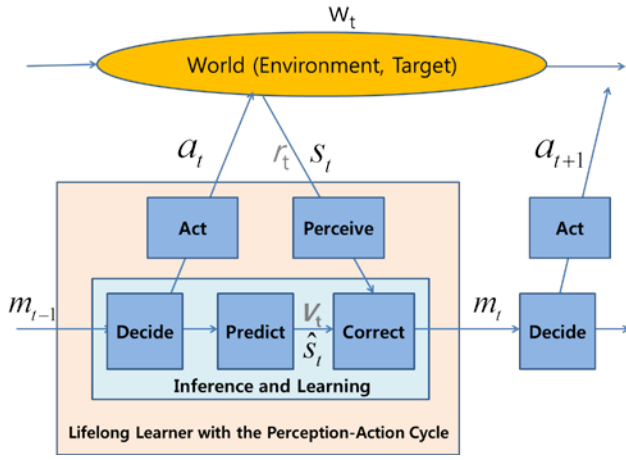 w_t
World (Environment, Target)
a_t
r_t s_t
a_{t+1}
Act
Perceive
Act
m_{t-1}
Decide
Predict
V_t
ŝ_t
Correct
m_t
Decide
Inference and Learning
Lifelong Learner with the Perception-Action Cycle